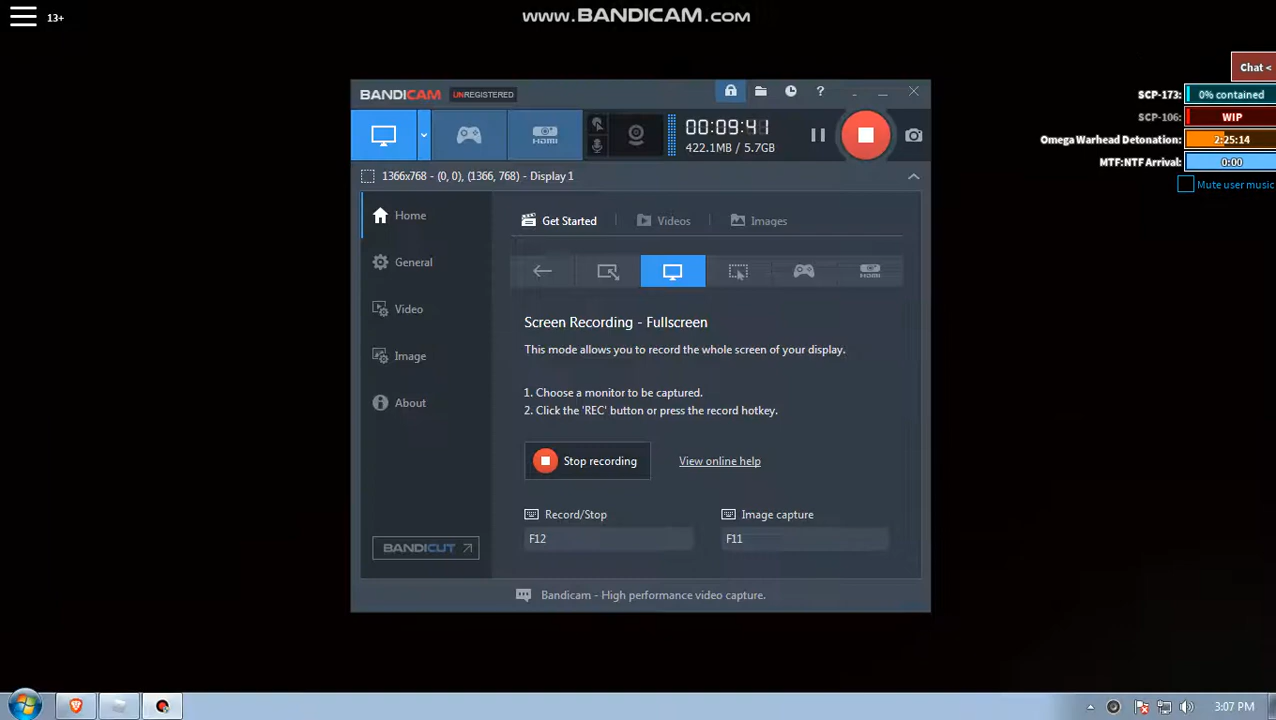 13+
www.BANDICAM.com
Chat <
SCP-173: 0% contained
SCP-106: WIP
Omega Warhead Detonation: 2:25:14
MTF:NTF Arrival: 0:00
Mute user music
BANDICAM UNREGISTERED
?
HDMI
00:09:41
422.1MB / 5.7GB
1366x768 - (0, 0), (1366, 768) - Display 1
Home
General
Video
Image
About
BANDICUT
Get Started
Videos
Images
HDMI
Screen Recording - Fullscreen
This mode allows you to record the whole screen of your display.
1. Choose a monitor to be captured.
2. Click the 'REC' button or press the record hotkey.
Stop recording
View online help
Record/Stop
Image capture
F12
F11
Bandicam - High performance video capture.
3:07 PM